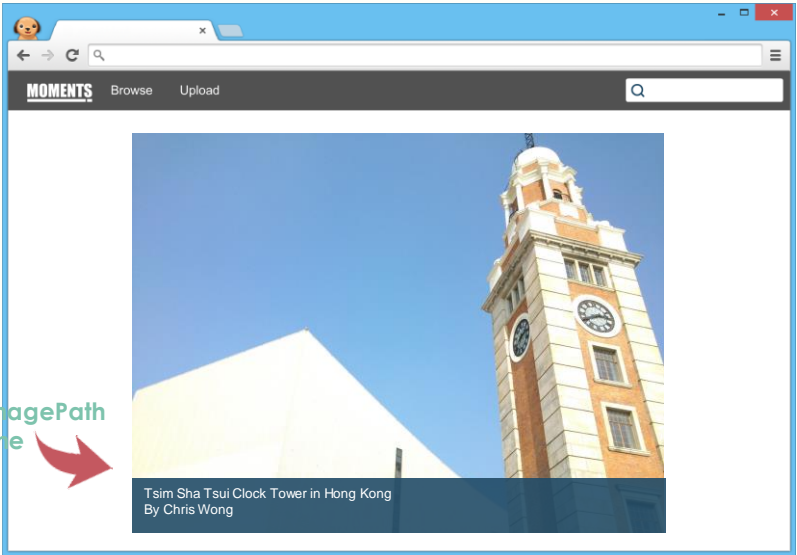 MOMENTS Browse Upload
agePath
Tsim Sha Tsui Clock Tower in Hong Kong
By Chris Wong